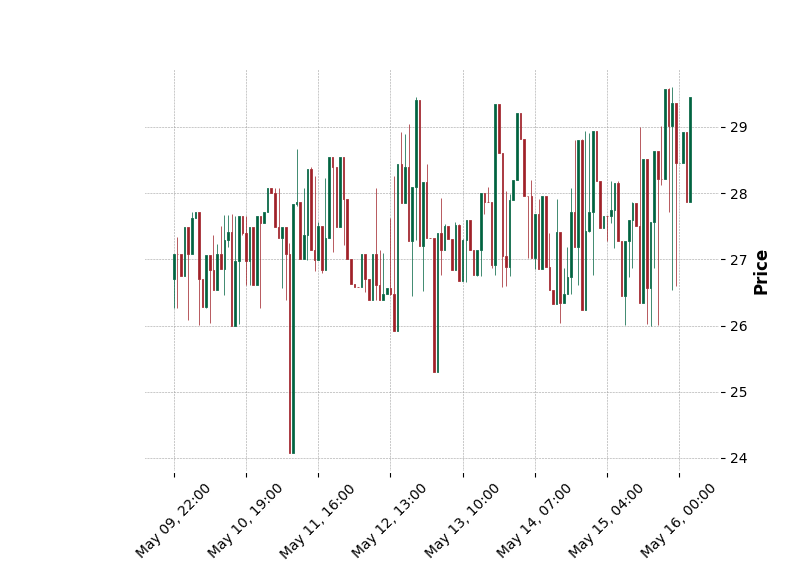 29
28
27
26
25
24
Price
May 09, 22:00
May 10, 19:00
May 11, 16:00
May 12, 13:00
May 13, 10:00
May 14, 07:00
May 15, 04:00
May 16, 00:00